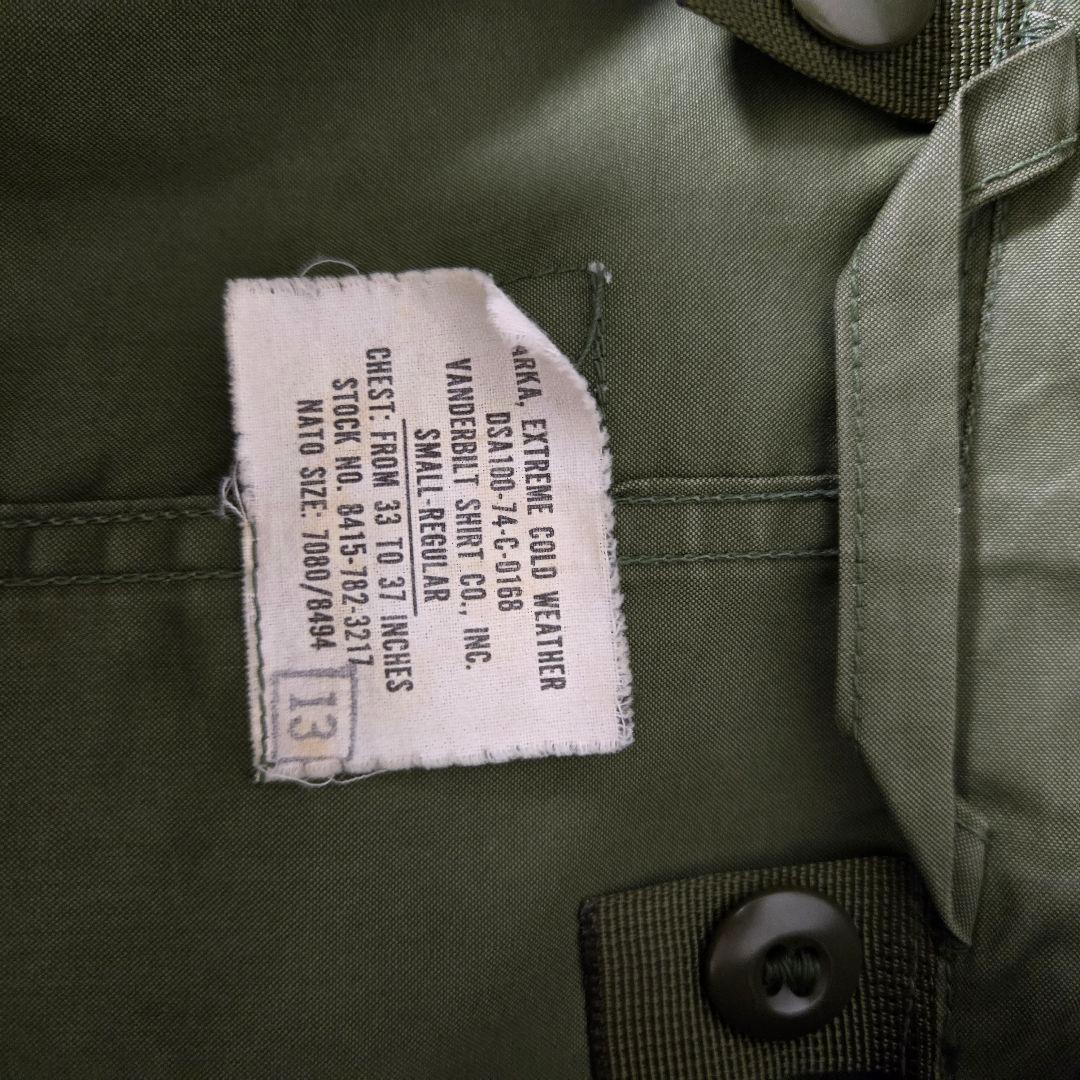 ARKA, EXTREME COLD WEATHER
DSA100-74-C-0168
VANDERBILT SHIRT CO., INC.
SMALL-REGULAR
CHEST: FROM 33 TO 37 INCHES
STOCK NO. 8415-782-3217
NATO SIZE: 7080/8494
13